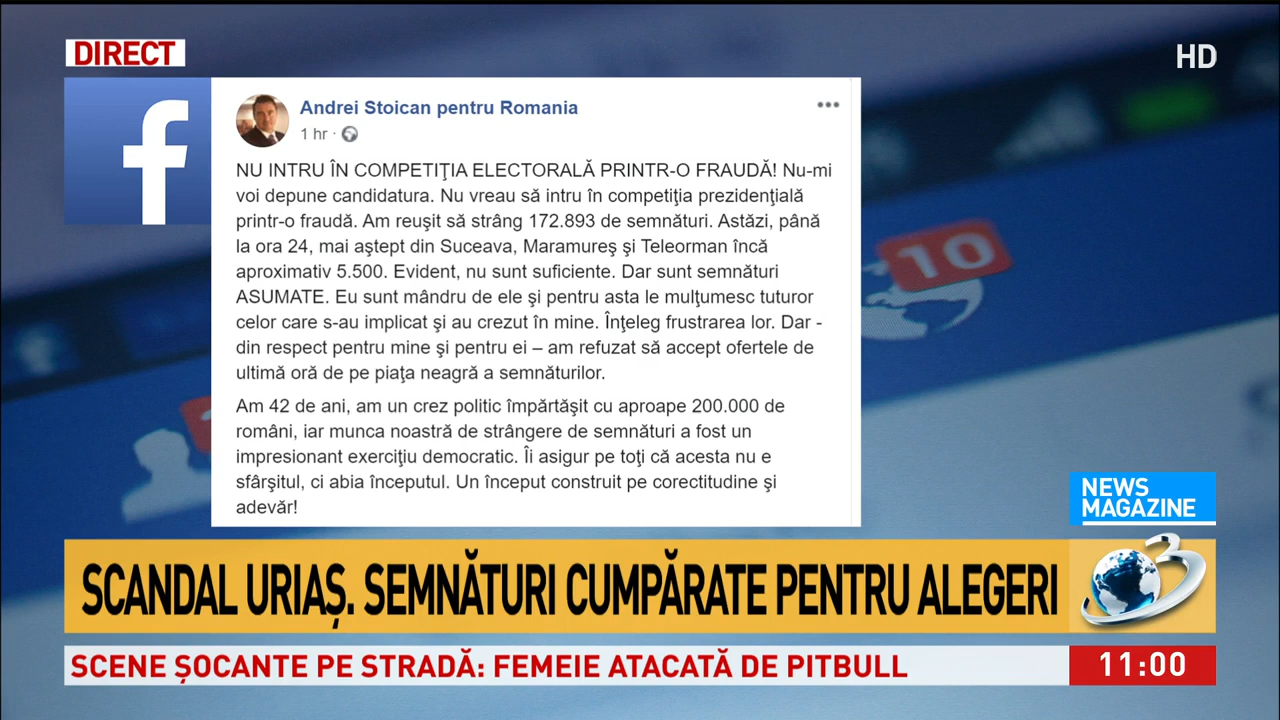 DIRECT
HD
f
Andrei Stoican pentru Romania
1 hr ·
NU INTRU ÎN COMPETIŢIA ELECTORALĂ PRINTR-O FRAUDĂ! Nu-mi
voi depune candidatura. Nu vreau să intru în competiţia prezidenţială
printr-o fraudă. Am reuşit să strâng 172.893 de semnături. Astăzi, până
la ora 24, mai aştept din Suceava, Maramureş şi Teleorman încă
aproximativ 5.500. Evident, nu sunt suficiente. Dar sunt semnături
ASUMATE. Eu sunt mândru de ele şi pentru asta le mulţumesc tuturor
celor care s-au implicat şi au crezut în mine. Înţeleg frustrarea lor. Dar -
din respect pentru mine şi pentru ei – am refuzat să accept ofertele de
ultimă oră de pe piaţa neagră a semnăturilor.
Am 42 de ani, am un crez politic împărtăşit cu aproape 200.000 de
români, iar munca noastră de strângere de semnături a fost un
impresionant exerciţiu democratic. Îi asigur pe toţi că acesta nu e
sfârşitul, ci abia începutul. Un început construit pe corectitudine şi
adevăr!
10
NEWS
MAGAZINE
SCANDAL URIAȘ. SEMNĂTURI CUMPĂRATE PENTRU ALEGERI
3
SCENE ȘOCANTE PE STRADĂ: FEMEIE ATACATĂ DE PITBULL
11:00